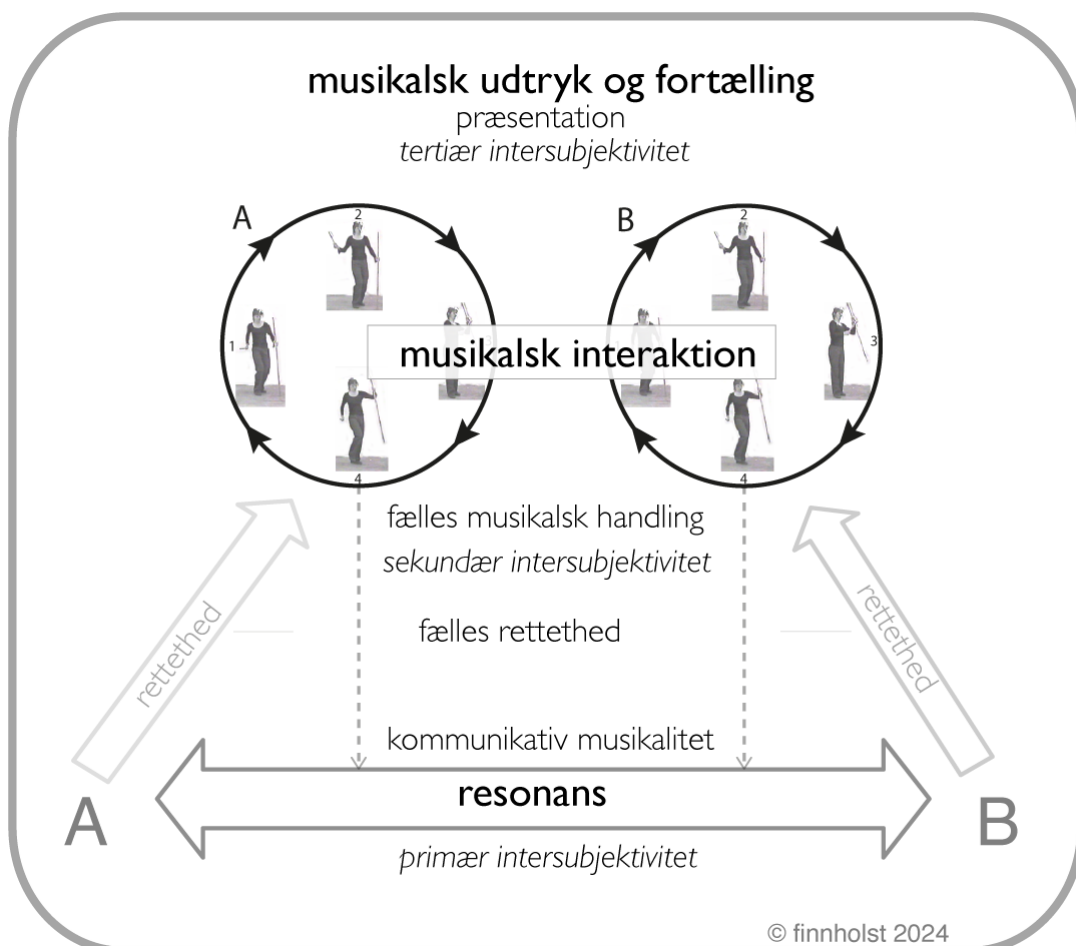 musikalsk udtryk og fortælling
præsentation
tertiær intersubjektivitet
A
2
1
4
B
2
3
4
musikalsk interaktion
fælles musikalsk handling
sekundær intersubjektivitet
fælles rettethed
rettethed
rettethed
kommunikativ musikalitet
A
resonans
B
primær intersubjektivitet
© finnholst 2024